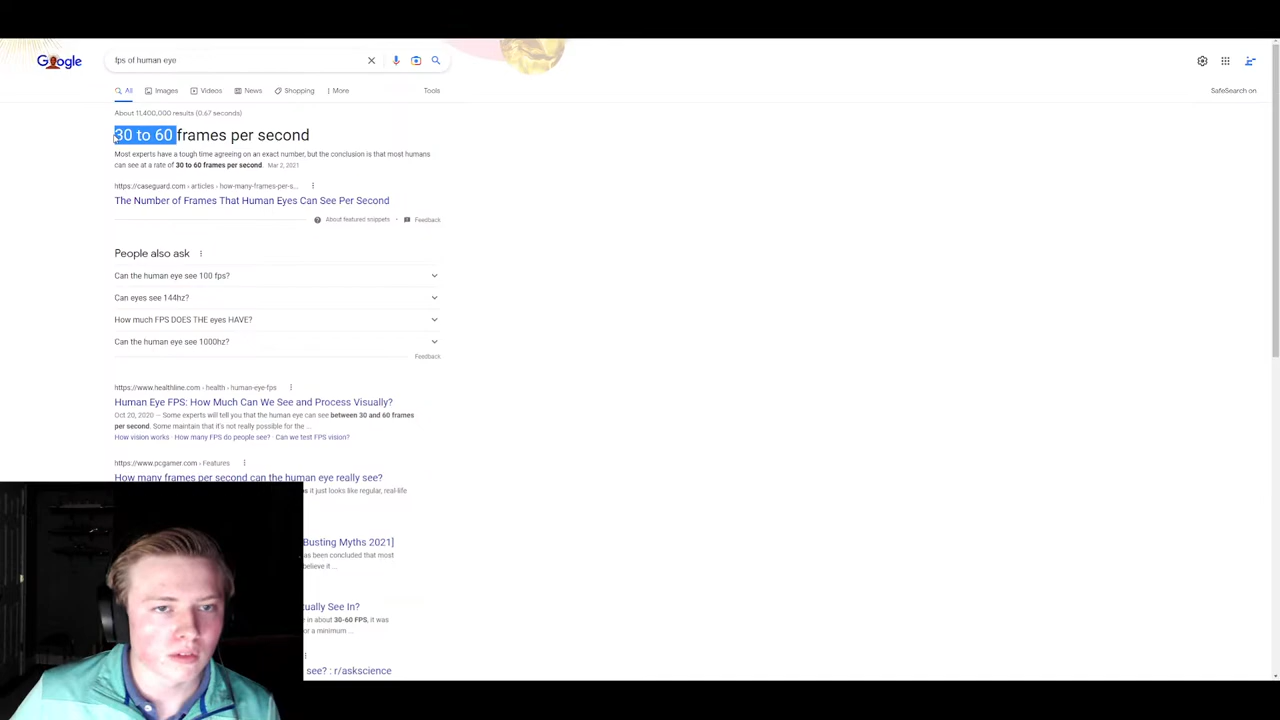 Google
fps of human eye
All Images Videos News Shopping More Tools SafeSearch on
About 11,400,000 results (0.67 seconds)
30 to 60 frames per second
Most experts have a tough time agreeing on an exact number, but the conclusion is that most humans
can see at a rate of 30 to 60 frames per second. Mar 2, 2021
https://caseguard.com › articles › how-many-frames-per-s...
The Number of Frames That Human Eyes Can See Per Second
About featured snippets • Feedback
People also ask
Can the human eye see 100 fps?
Can eyes see 144hz?
How much FPS DOES THE eyes HAVE?
Can the human eye see 1000hz?
Feedback
https://www.healthline.com › health › human-eye-fps
Human Eye FPS: How Much Can We See and Process Visually?
Oct 20, 2020 — Some experts will tell you that the human eye can see between 30 and 60 frames
per second. Some maintain that it's not really possible for the ...
How vision works · How many FPS do people see? · Can we test FPS vision?
https://www.pcgamer.com › Features
How many frames per second can the human eye really see?
it just looks like regular, real-life
Busting Myths 2021]
as been concluded that most
believe it ...
tually See In?
in about 30-60 FPS, it was
or a minimum ...
see? : r/askscience